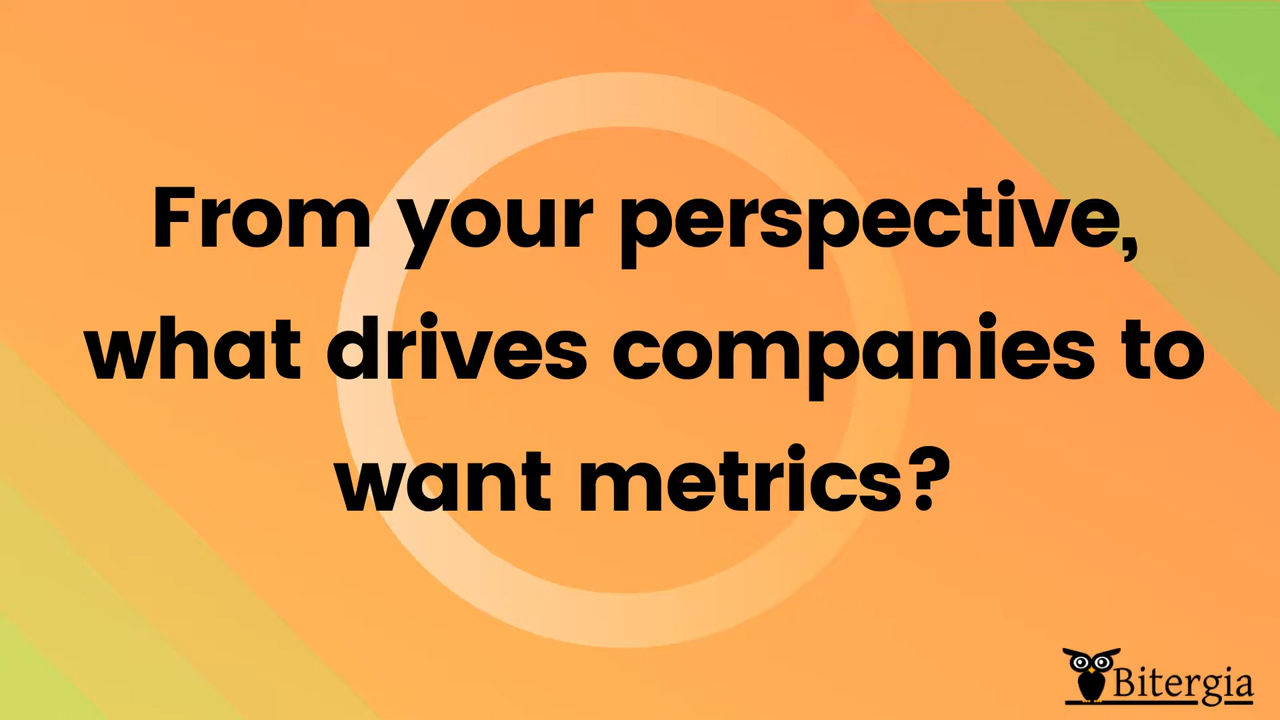 From your perspective,
what drives companies to
want metrics?
Bitergia